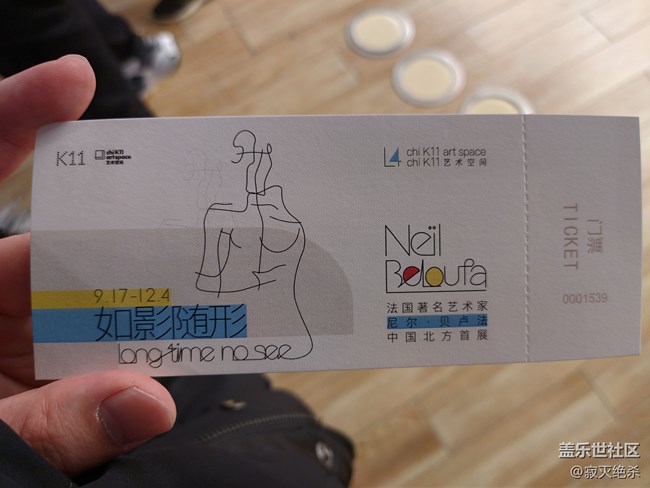 K11
chi K11
art space
艺术空间
L4
chi K11 art space
chi K11 艺术空间
Neïl
Beloufa
法国著名艺术家
尼尔·贝卢法
中国北方首展
9.17-12.4
如影随形
long time no see
门票
TICKET
0001539
盖乐世社区
@寂灭绝杀